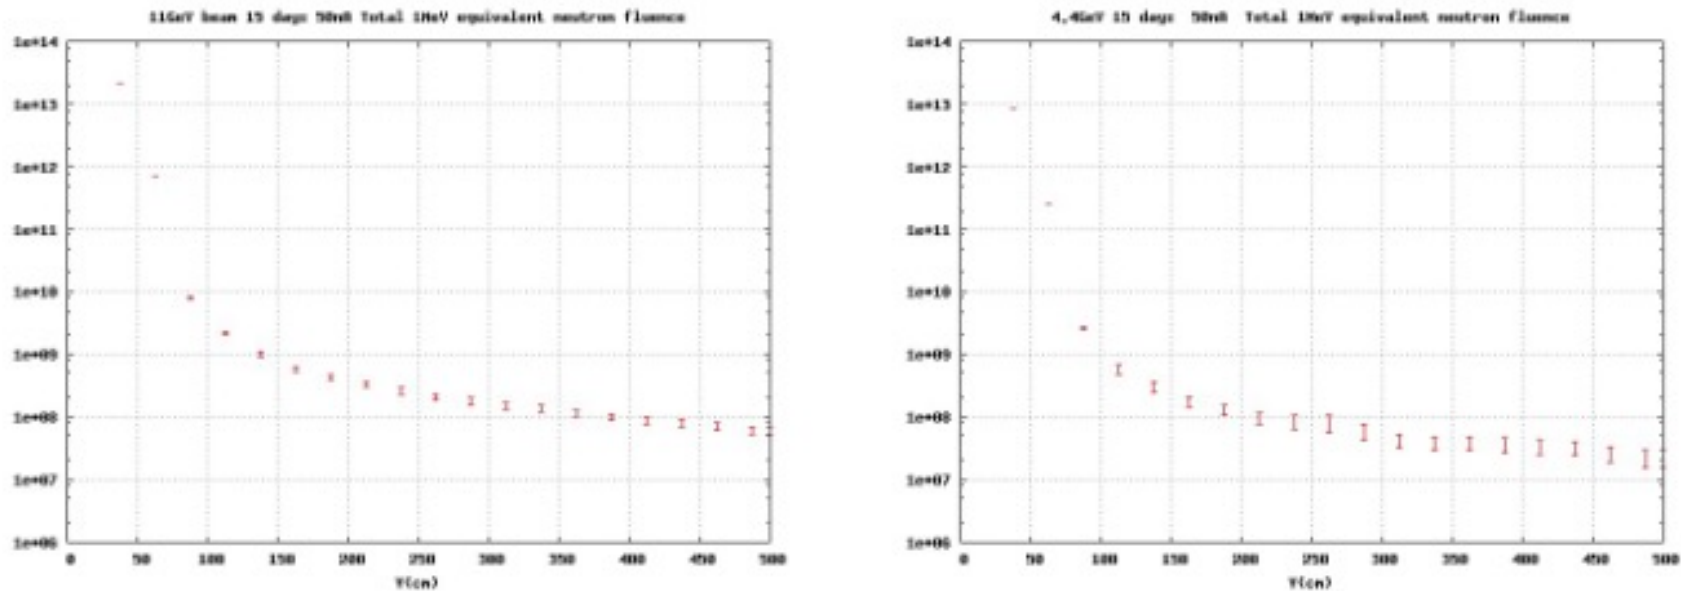 11GeV beam 15 days 50nA Total 1MeV equivalent neutron fluence
1e+14
1e+13
1e+12
1e+11
1e+10
1e+09
1e+08
1e+07
1e+06
0 50 100 150 200 250 300 350 400 450 500
Y(cm)
4.4GeV 15 days 50nA Total 1MeV equivalent neutron fluence
1e+14
1e+13
1e+12
1e+11
1e+10
1e+09
1e+08
1e+07
1e+06
0 50 100 150 200 250 300 350 400 450 500
Y(cm)